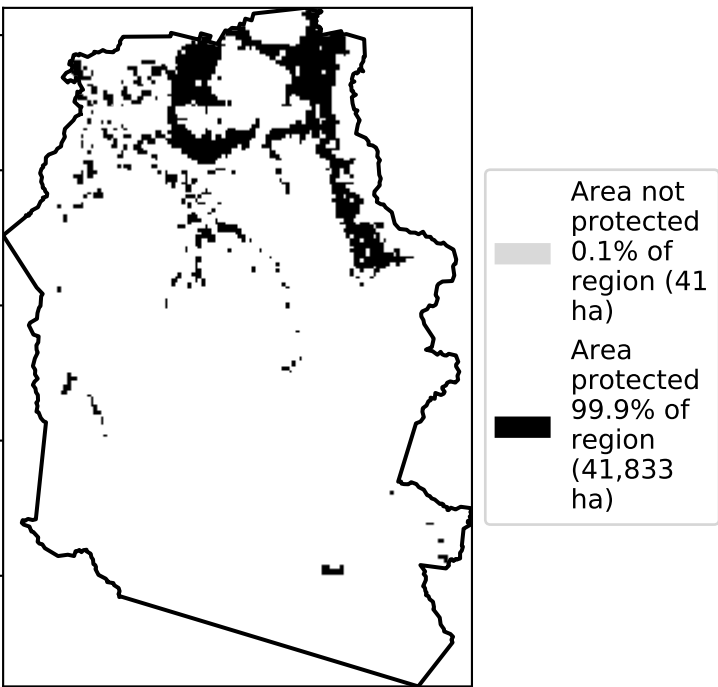 Area not
protected
0.1% of
region (41
ha)
Area
protected
99.9% of
region
(41,833
ha)